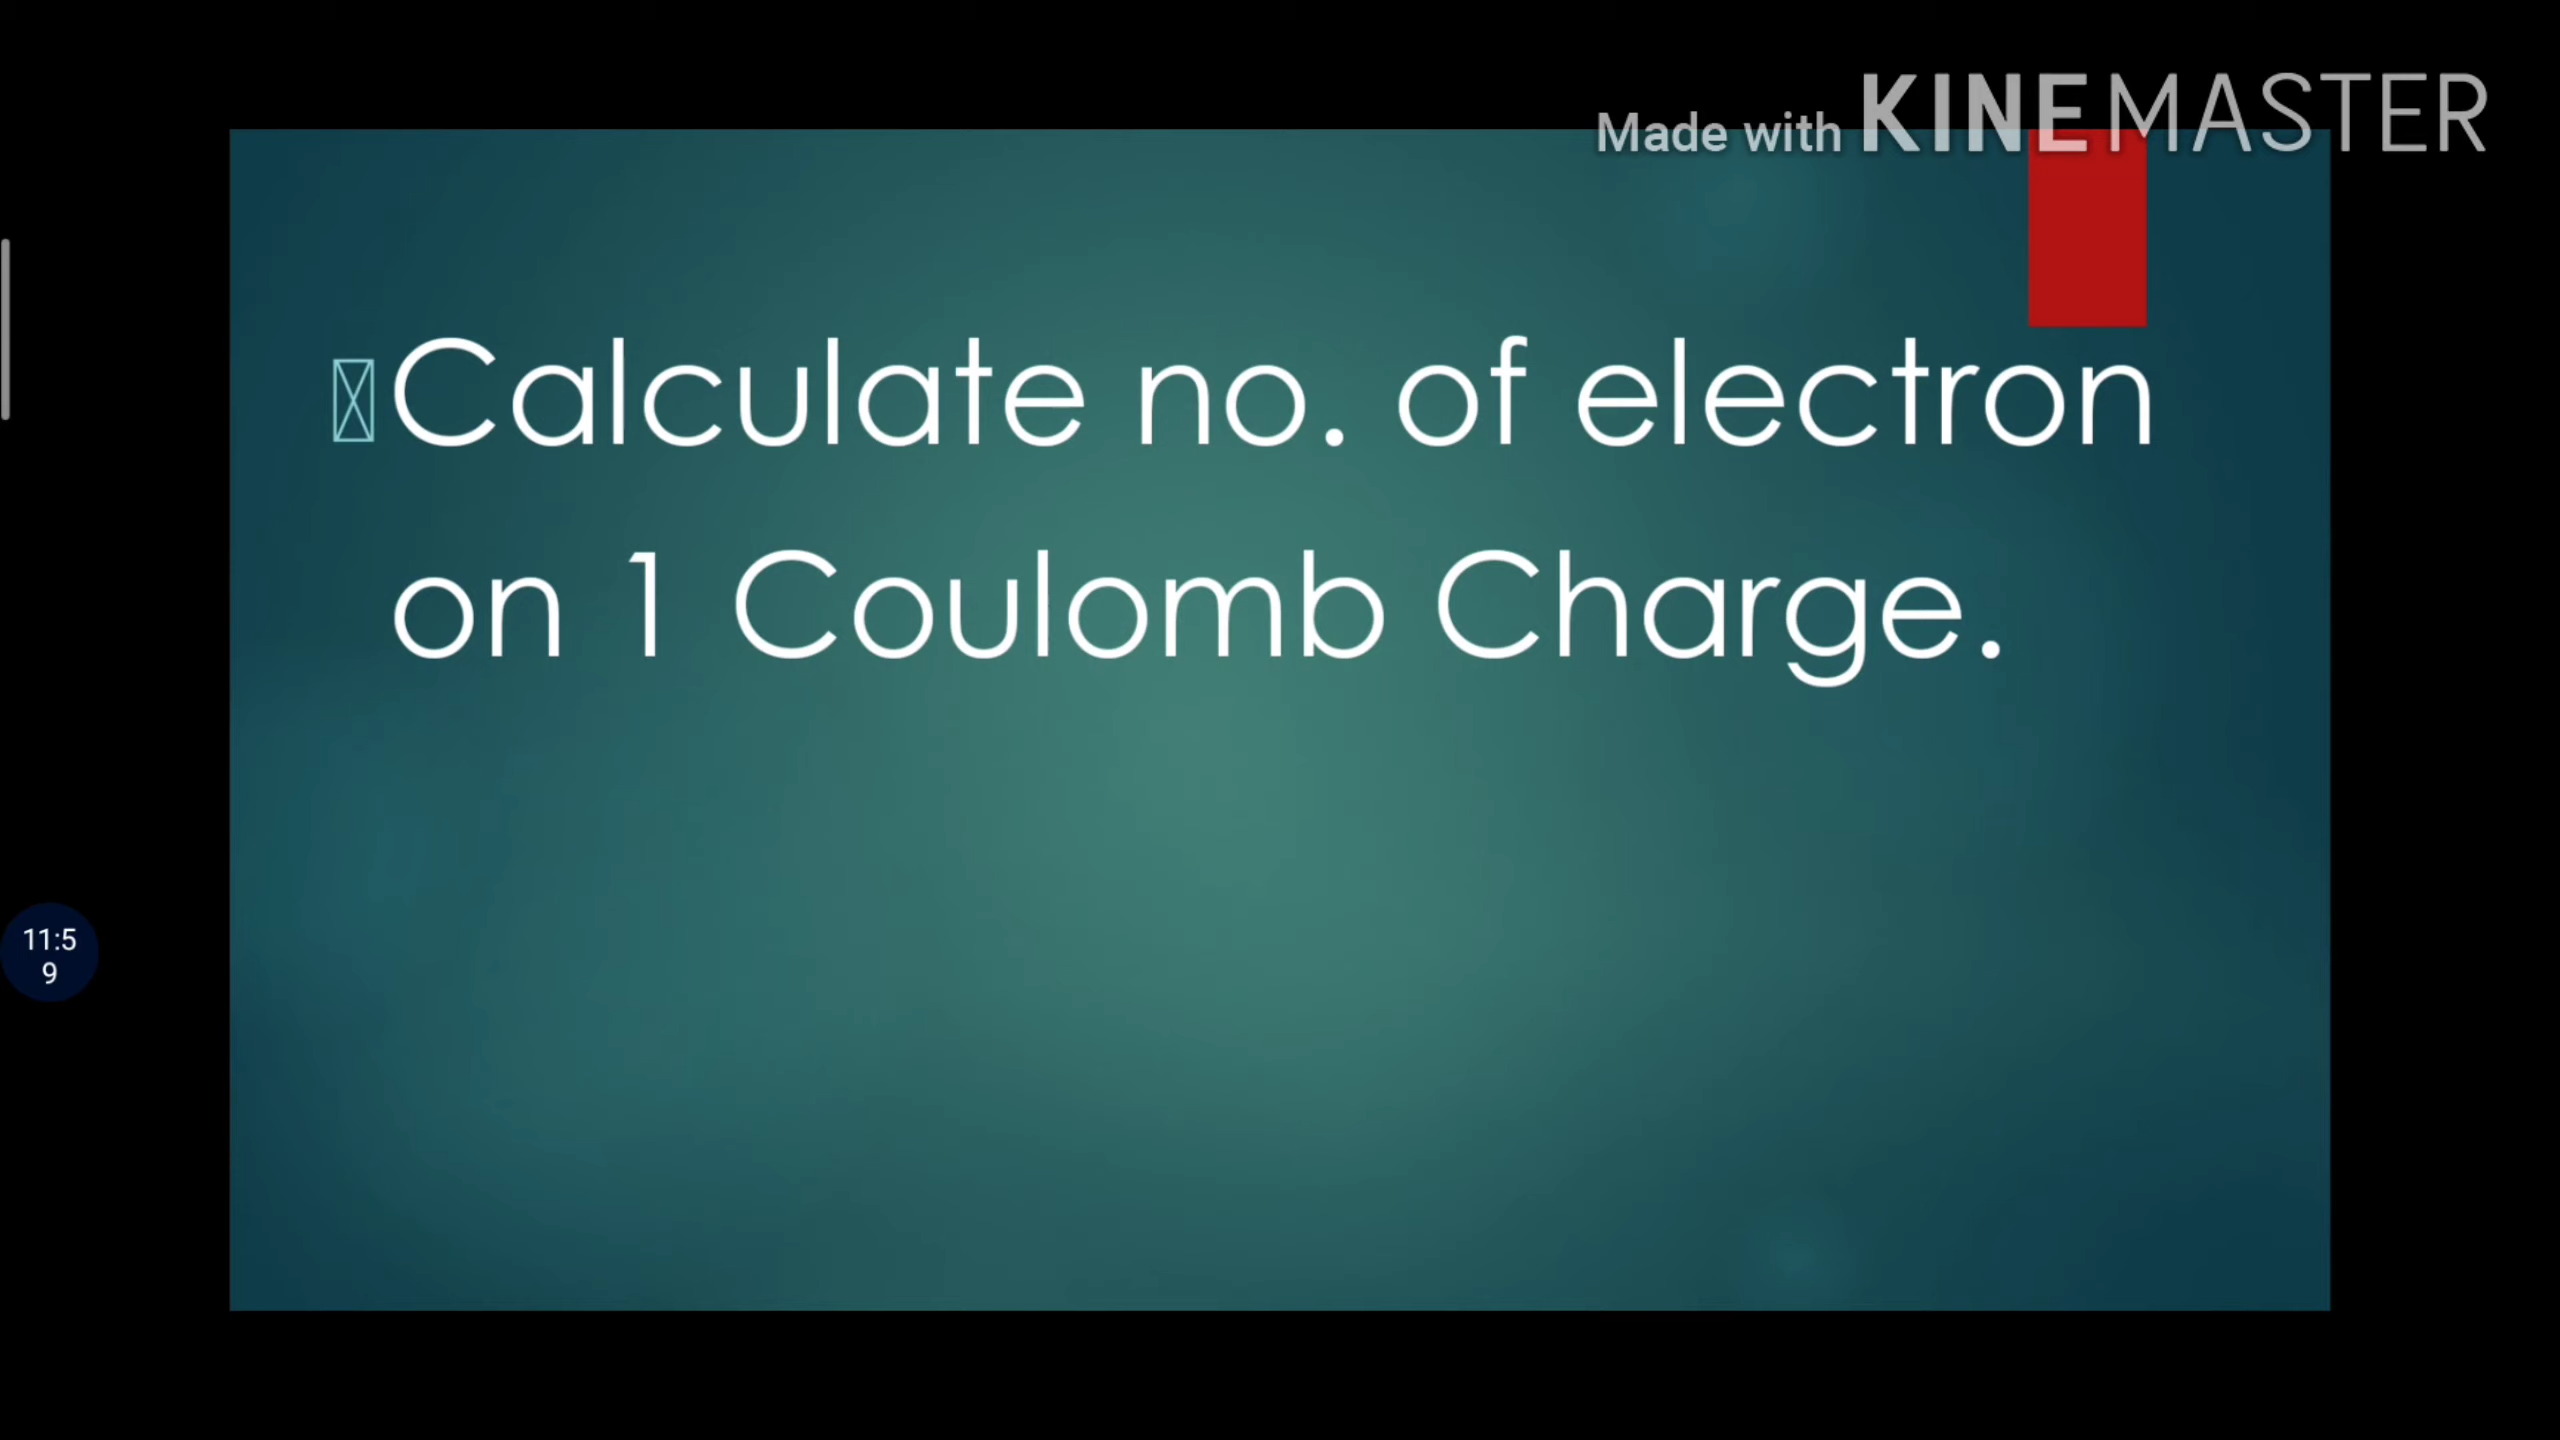 Made with KINEMASTER
Calculate no. of electron
on 1 Coulomb Charge.
11:5
9